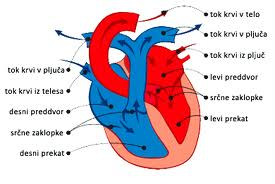 tok krvi v telo
tok krvi v pljuča
tok krvi iz pljuč
levi preddvor
srčne zaklopke
levi prekat
tok krvi v pljuča
tok krvi iz telesa
desni preddvor
srčne zaklopke
desni prekat